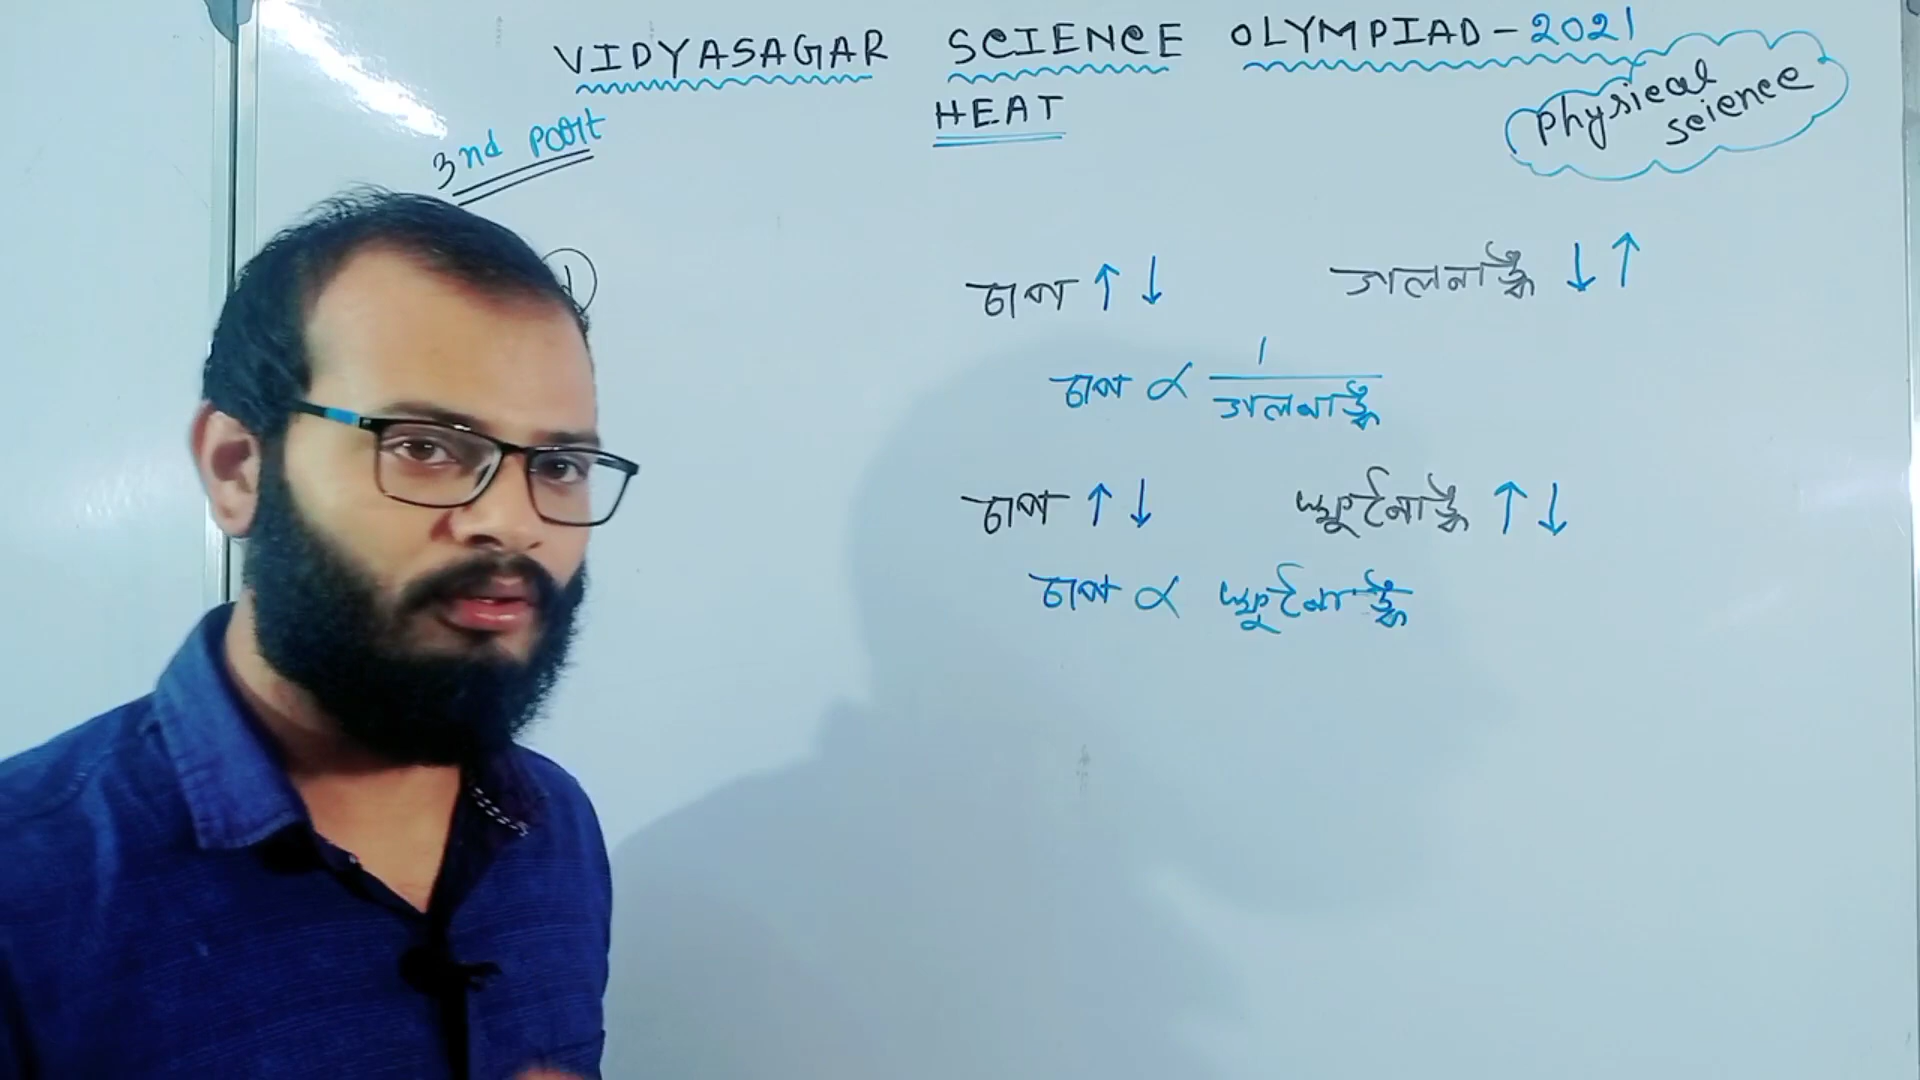 VIDYASAGAR SCIENCE OLYMPIAD - 2021
HEAT
Physical science
3nd part
চাপ ↑ ↓ গলনাঙ্ক ↓ ↑
চাপ ∝ 1/গলনাঙ্ক
চাপ ↑ ↓ স্ফুটনাঙ্ক ↑ ↓
চাপ ∝ স্ফুটনাঙ্ক